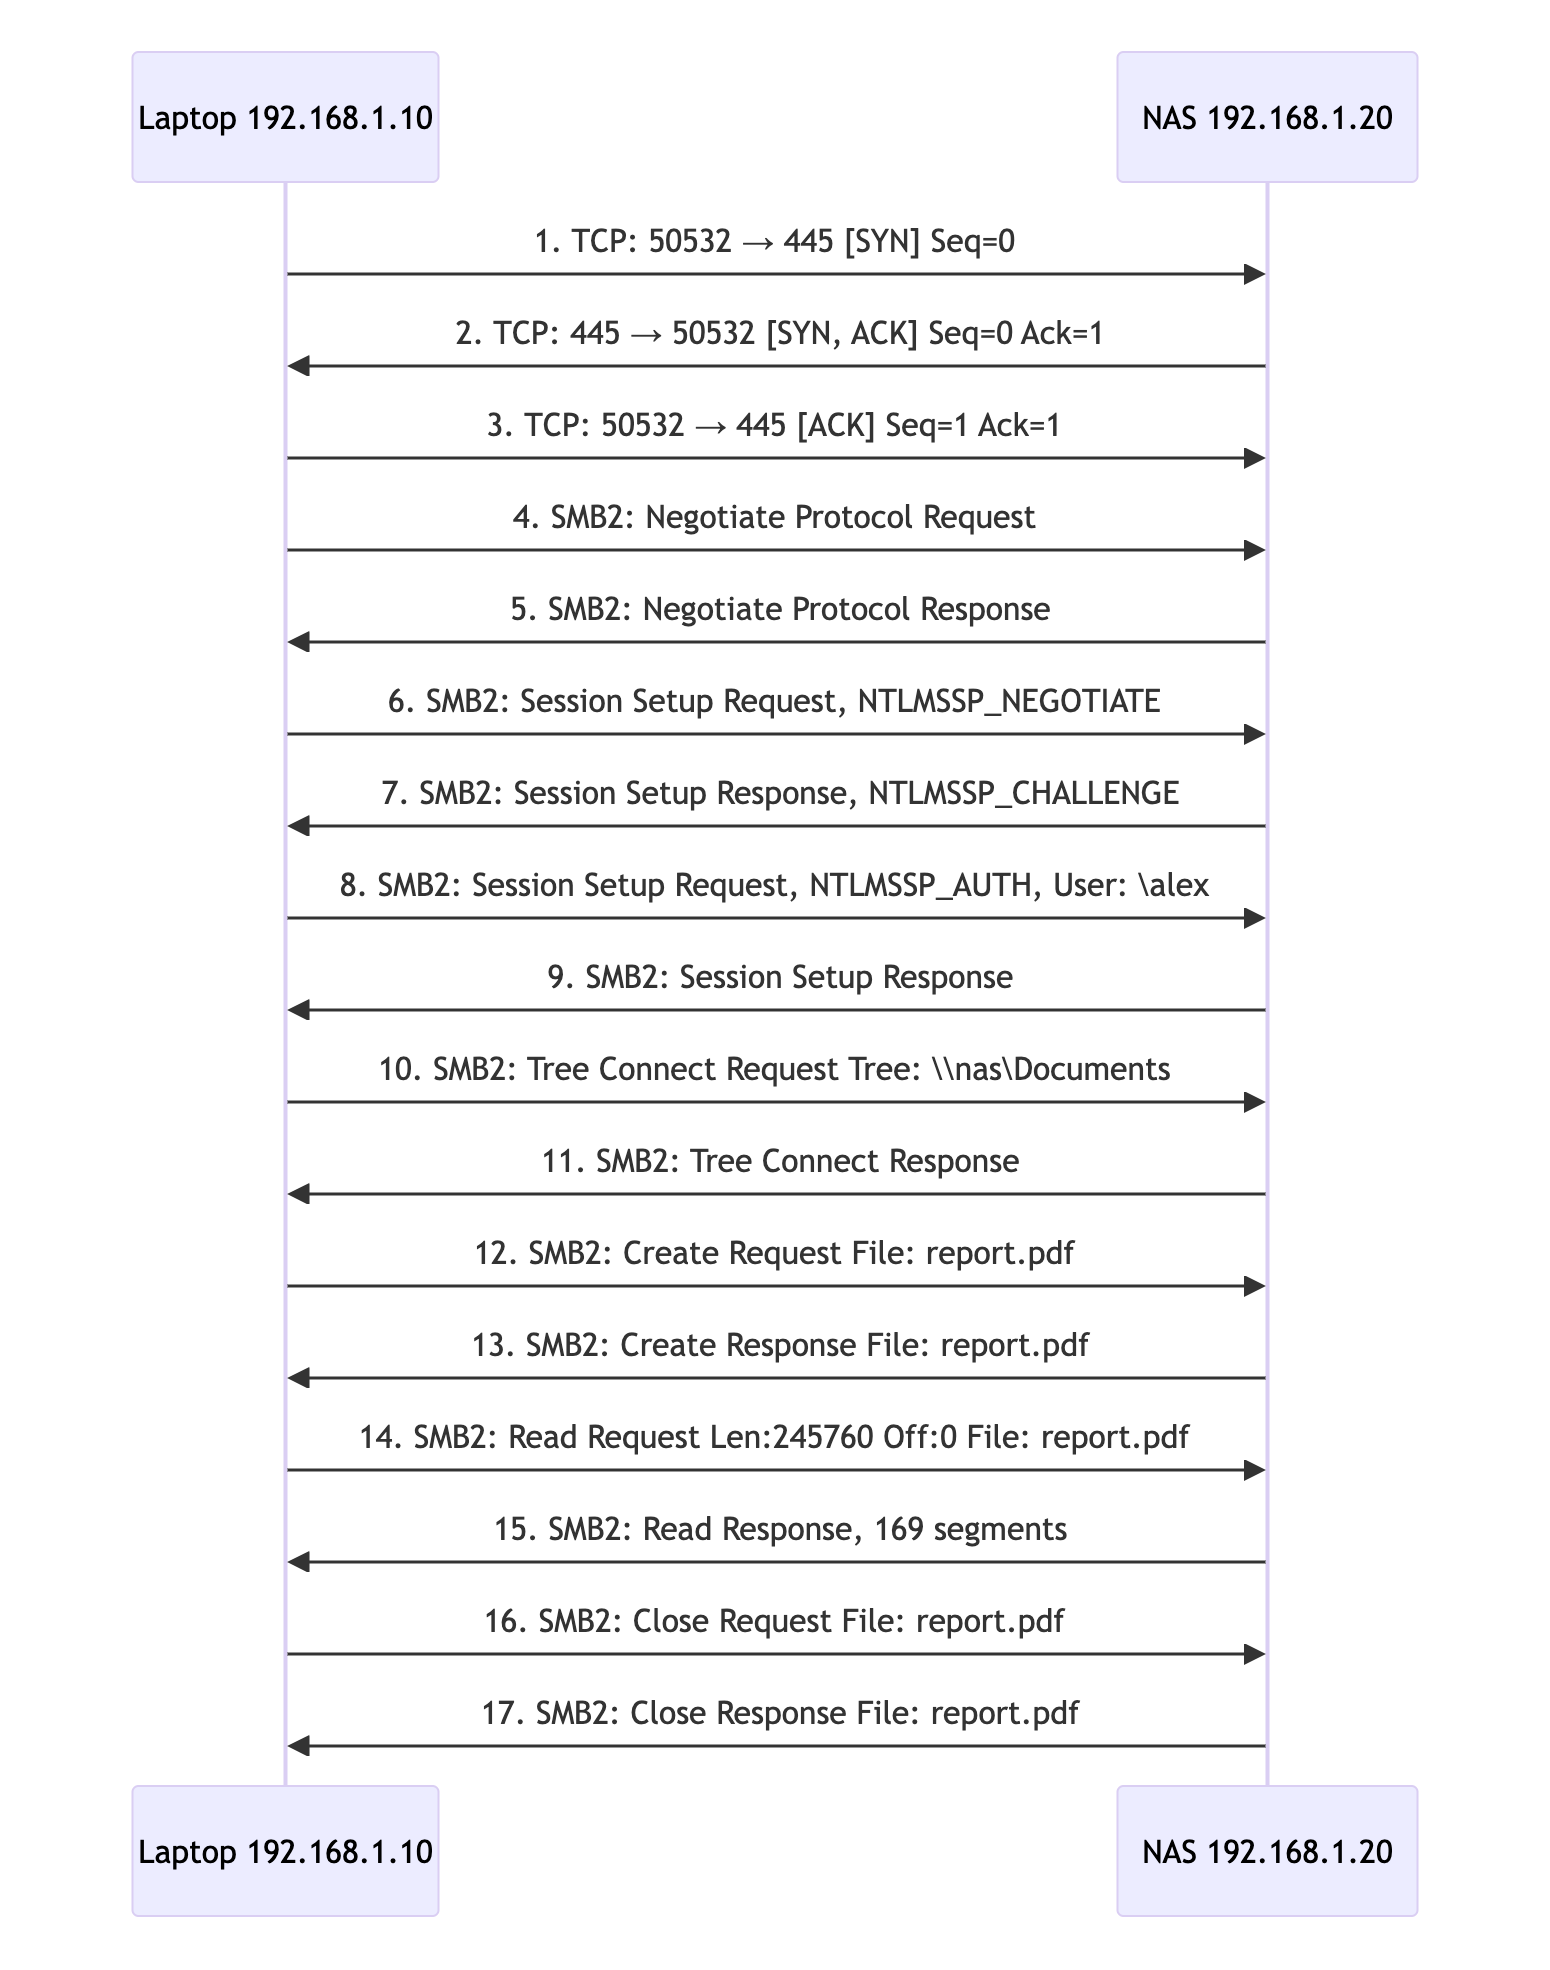 Laptop 192.168.1.10
NAS 192.168.1.20
1. TCP: 50532 → 445 [SYN] Seq=0
2. TCP: 445 → 50532 [SYN, ACK] Seq=0 Ack=1
3. TCP: 50532 → 445 [ACK] Seq=1 Ack=1
4. SMB2: Negotiate Protocol Request
5. SMB2: Negotiate Protocol Response
6. SMB2: Session Setup Request, NTLMSSP_NEGOTIATE
7. SMB2: Session Setup Response, NTLMSSP_CHALLENGE
8. SMB2: Session Setup Request, NTLMSSP_AUTH, User: \alex
9. SMB2: Session Setup Response
10. SMB2: Tree Connect Request Tree: \\nas\Documents
11. SMB2: Tree Connect Response
12. SMB2: Create Request File: report.pdf
13. SMB2: Create Response File: report.pdf
14. SMB2: Read Request Len:245760 Off:0 File: report.pdf
15. SMB2: Read Response, 169 segments
16. SMB2: Close Request File: report.pdf
17. SMB2: Close Response File: report.pdf
Laptop 192.168.1.10
NAS 192.168.1.20